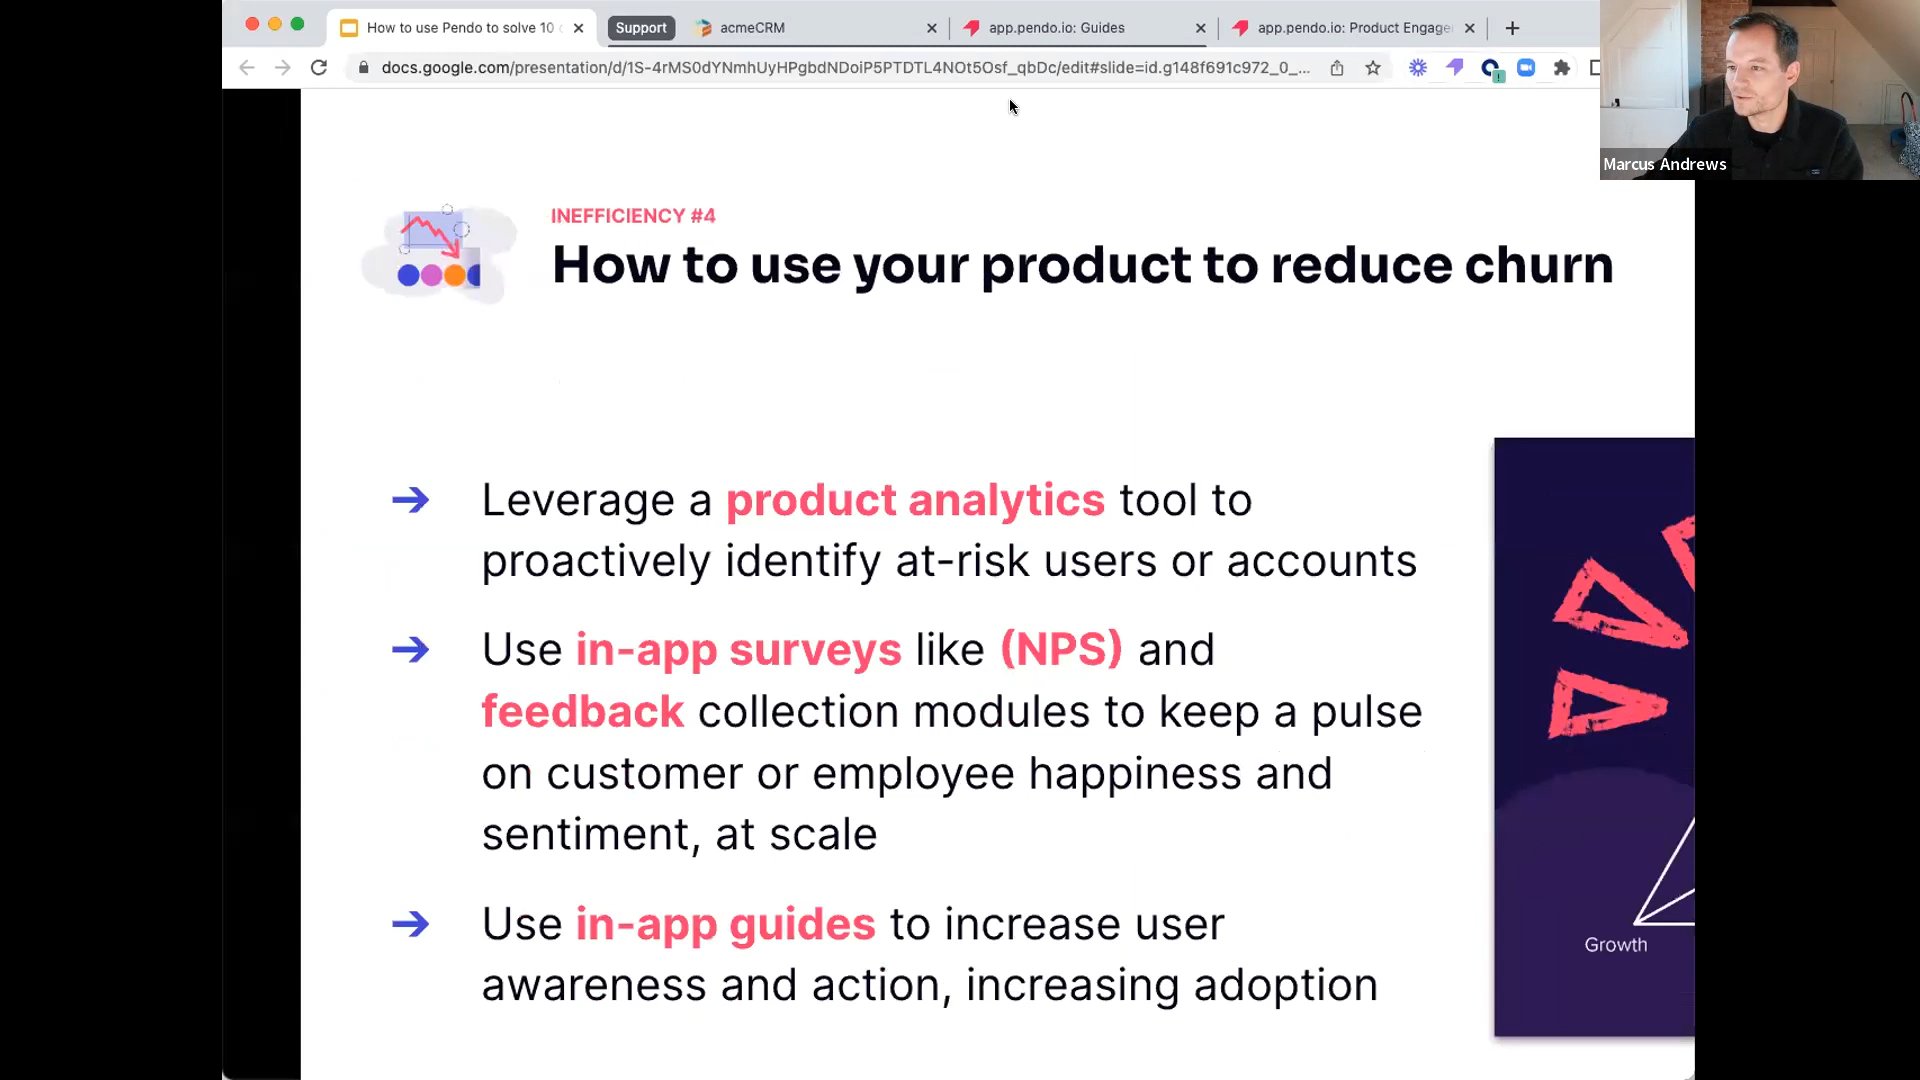 How to use Pendo to solve 10
Support
acmeCRM
app.pendo.io: Guides
app.pendo.io: Product Engage
docs.google.com/presentation/d/1S-4rMS0dYNmhUyHPgbdNDoiP5PTDTL4NOt5Osf_qbDc/edit#slide=id.g148f691c972_0_...
Marcus Andrews
INEFFICIENCY #4
How to use your product to reduce churn
→ Leverage a product analytics tool to
proactively identify at-risk users or accounts
→ Use in-app surveys like (NPS) and
feedback collection modules to keep a pulse
on customer or employee happiness and
sentiment, at scale
→ Use in-app guides to increase user
awareness and action, increasing adoption
Growth